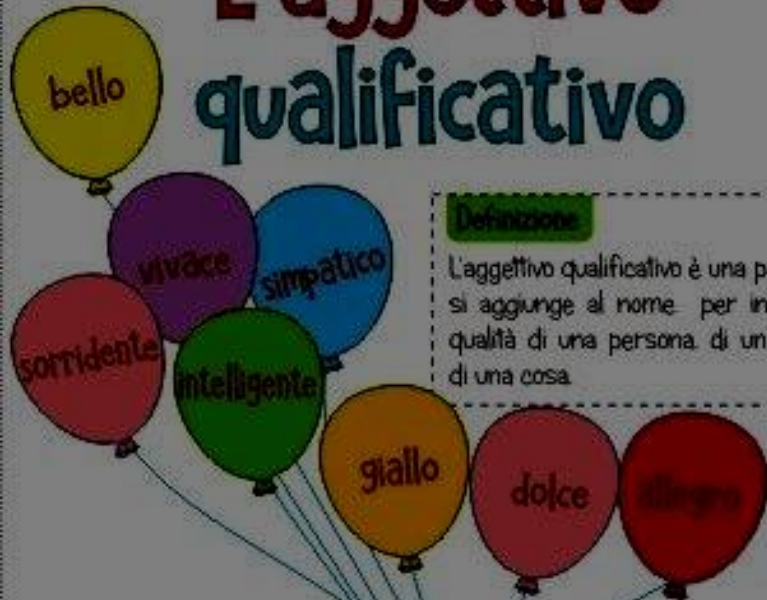 L'aggettivo
qualificativo
bello
vivace
simpatico
sorridente
intelligente
giallo
dolce
allegro
Definizione
L'aggettivo qualificativo è una p
si aggiunge al nome per in
qualità di una persona, di un
di una cosa.